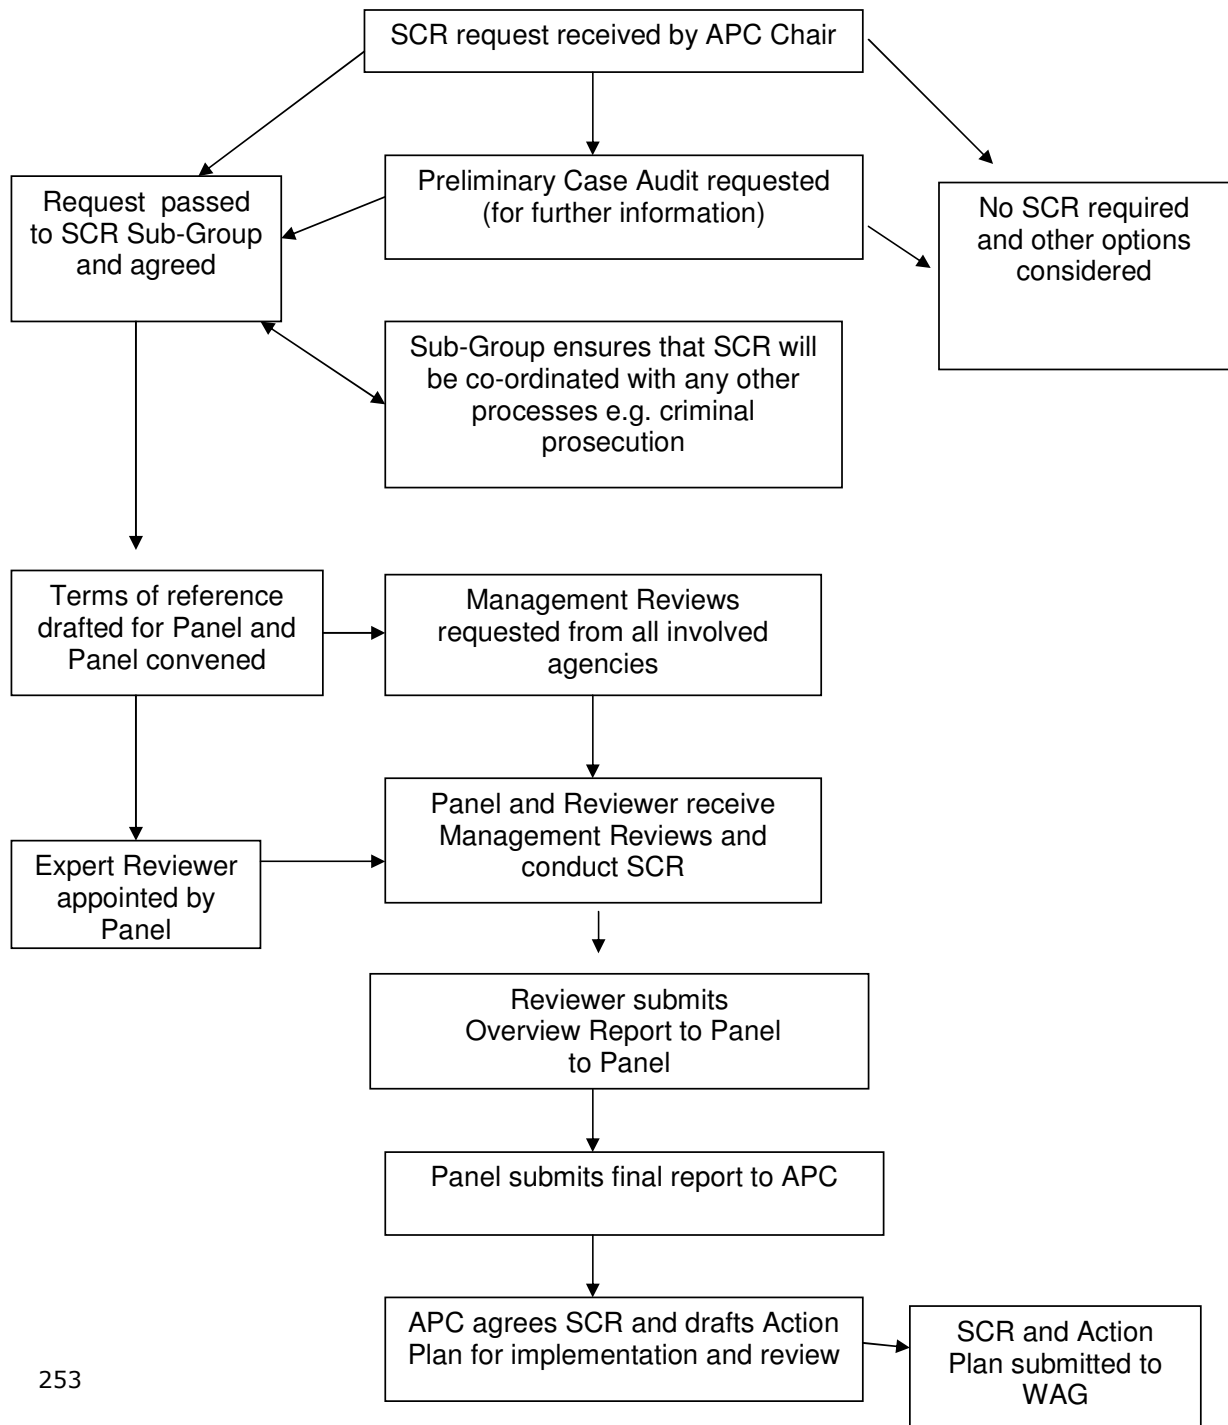 SCR request received by APC Chair
Request  passed
to SCR Sub-Group
and agreed
Preliminary Case Audit requested
(for further information)
No SCR required
and other options
considered
Sub-Group ensures that SCR will
be co-ordinated with any other
processes e.g. criminal
prosecution
Terms of reference
drafted for Panel and
Panel convened
Management Reviews
requested from all involved
agencies
Expert Reviewer
appointed by
Panel
Panel and Reviewer receive
Management Reviews and
conduct SCR
Reviewer submits
Overview Report to Panel
to Panel
Panel submits final report to APC
APC agrees SCR and drafts Action
Plan for implementation and review
SCR and Action
Plan submitted to
WAG
253